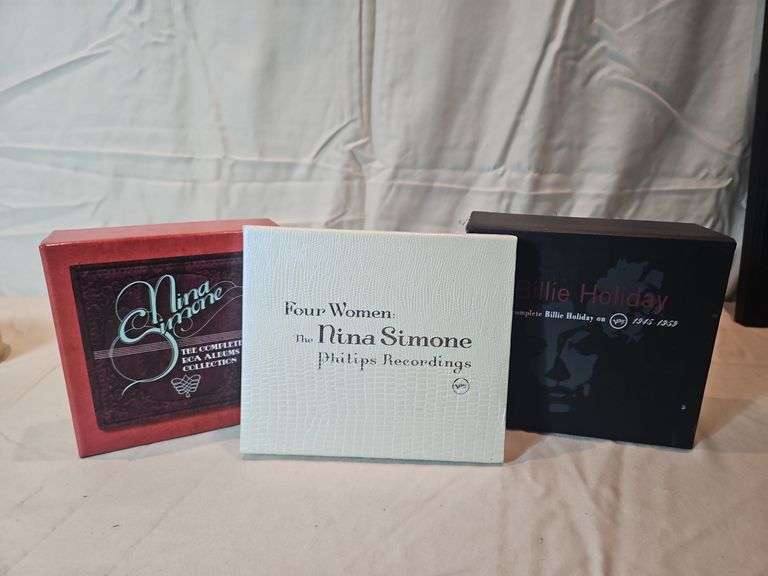 Nina
Simone
THE COMPLETE
RCA ALBUMS
COLLECTION
Four Women:
The Nina Simone
Philips Recordings
Verve
Billie Holiday
complete Billie Holiday on Verve 1945 1959